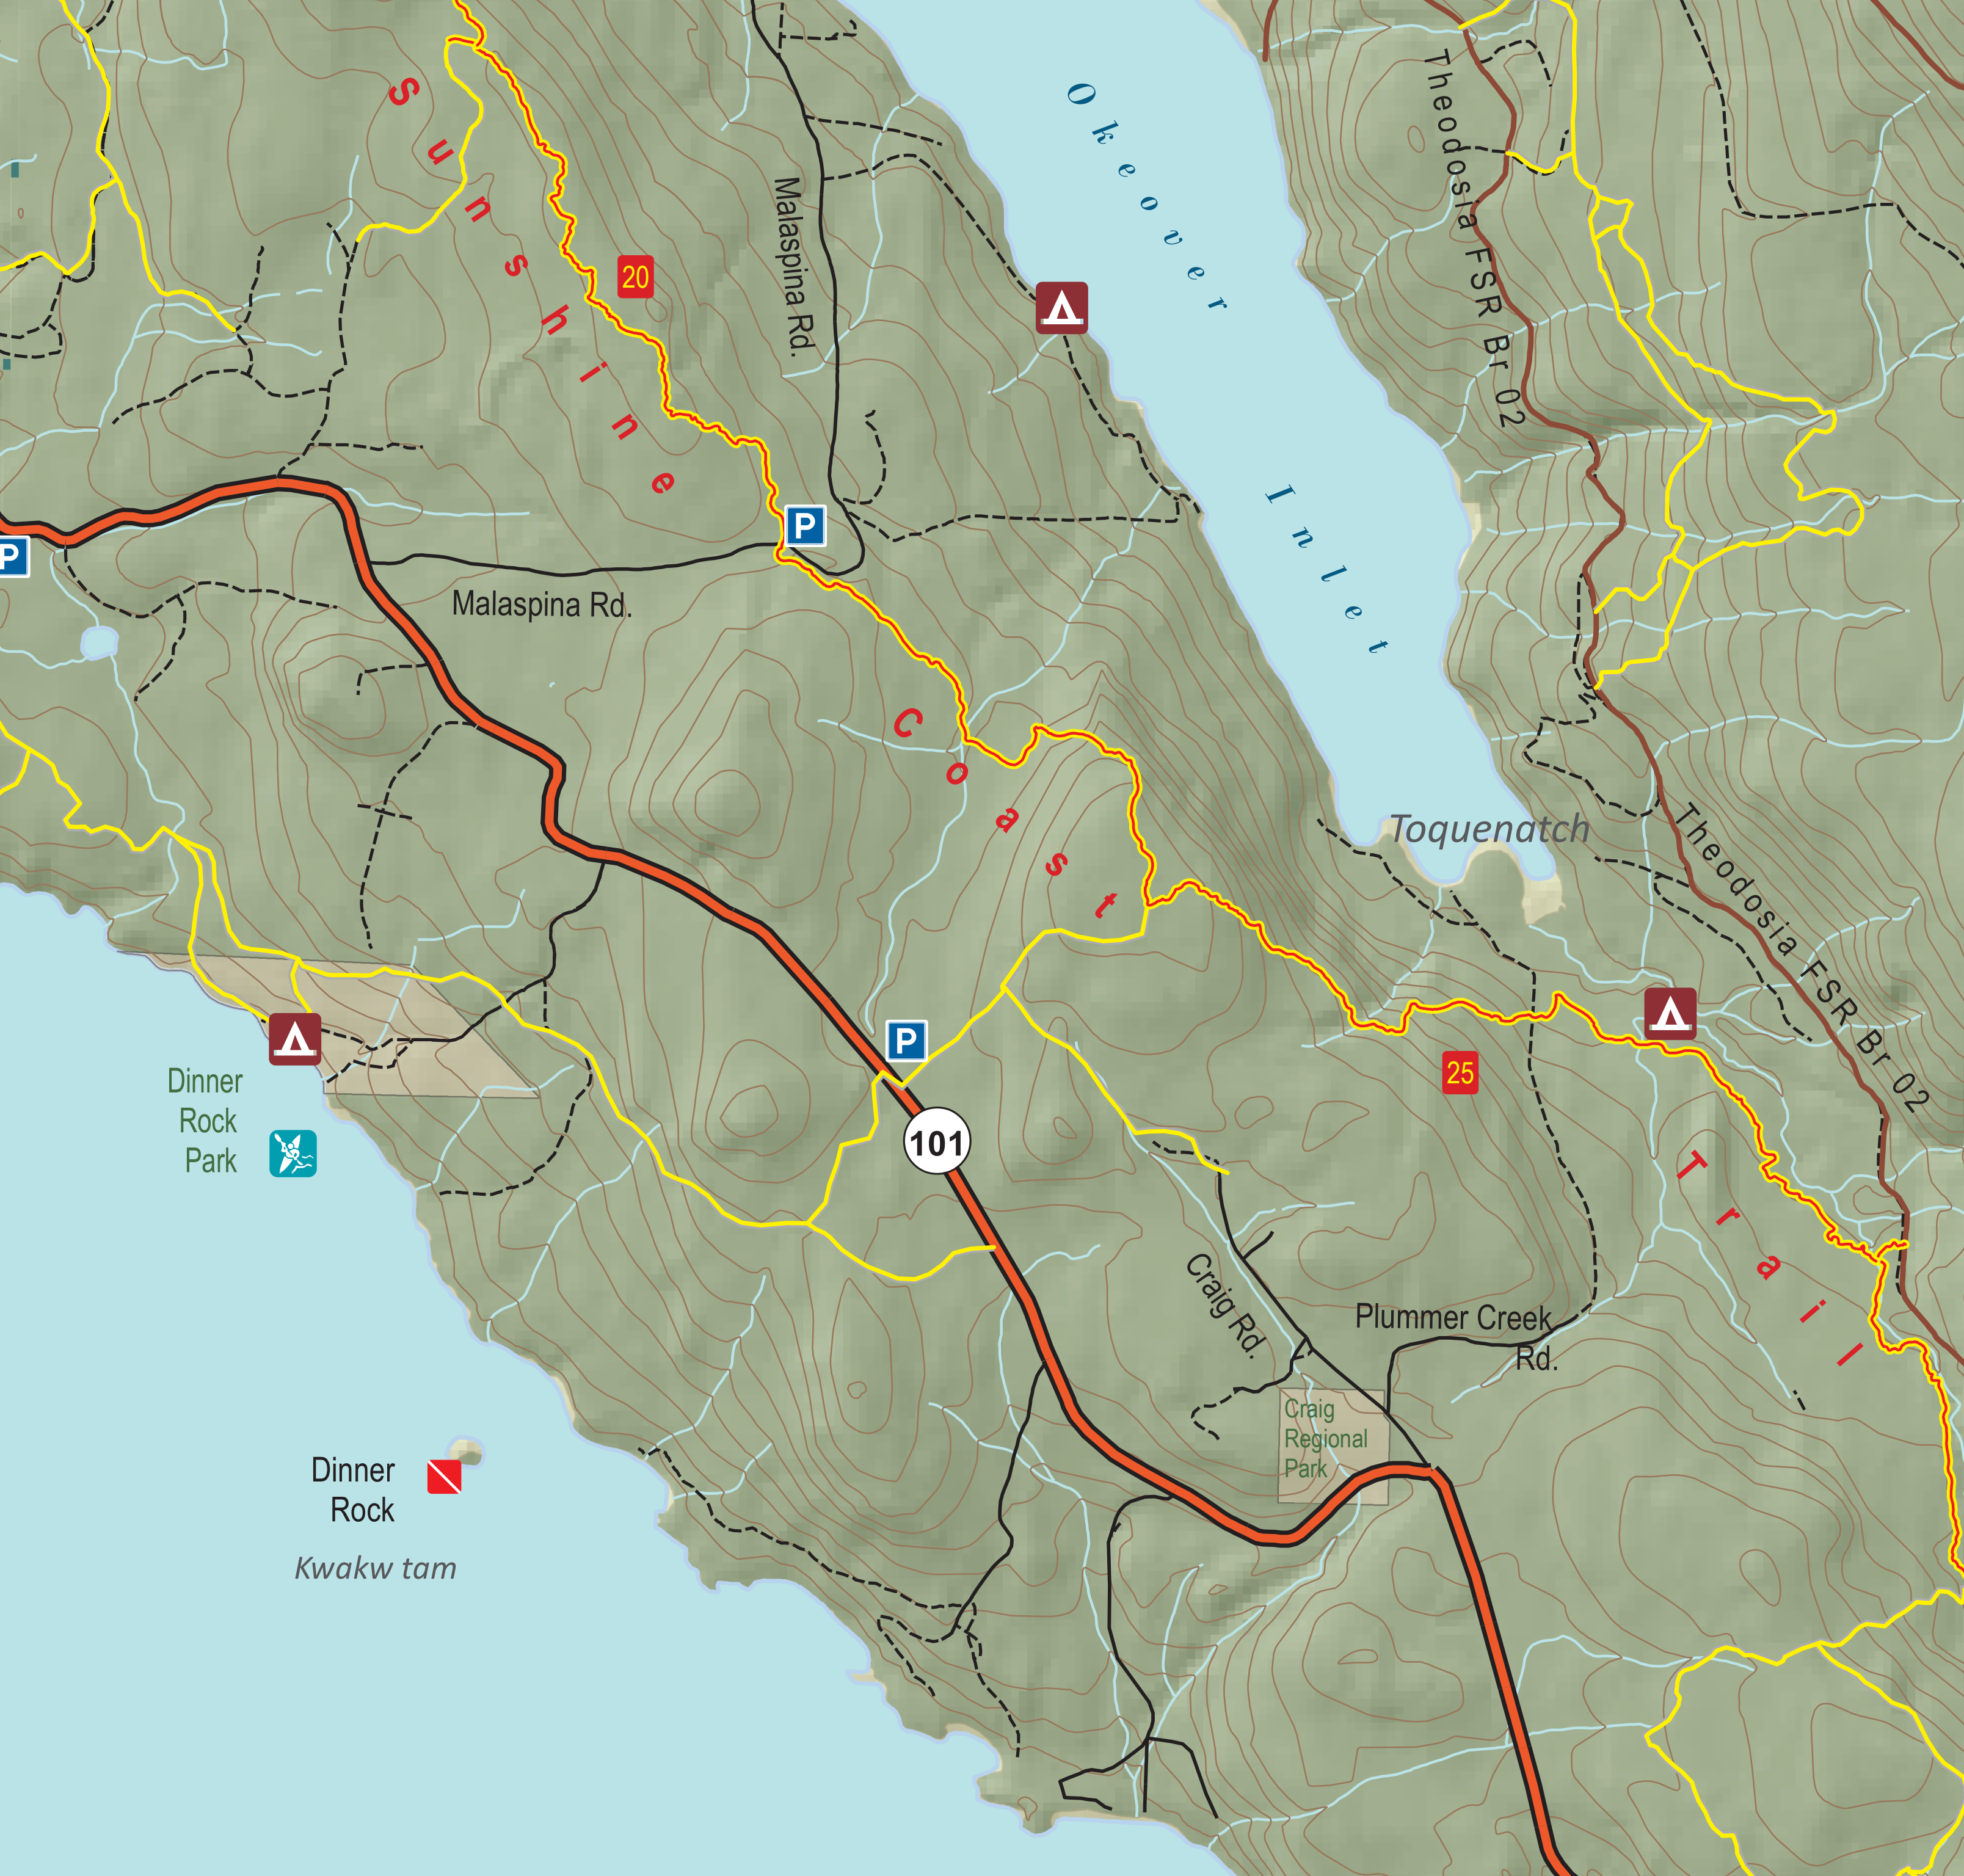 Sunshine
Coast
Trail
20
25
Malaspina Rd.
Malaspina Rd.
Okeover
Inlet
Theodosia FSR Br 02
Theodosia FSR Br 02
Toquenatch
P
P
P
101
Dinner
Rock
Park
Dinner
Rock
Kwakw tam
Craig Rd.
Plummer Creek
Rd.
Craig
Regional
Park